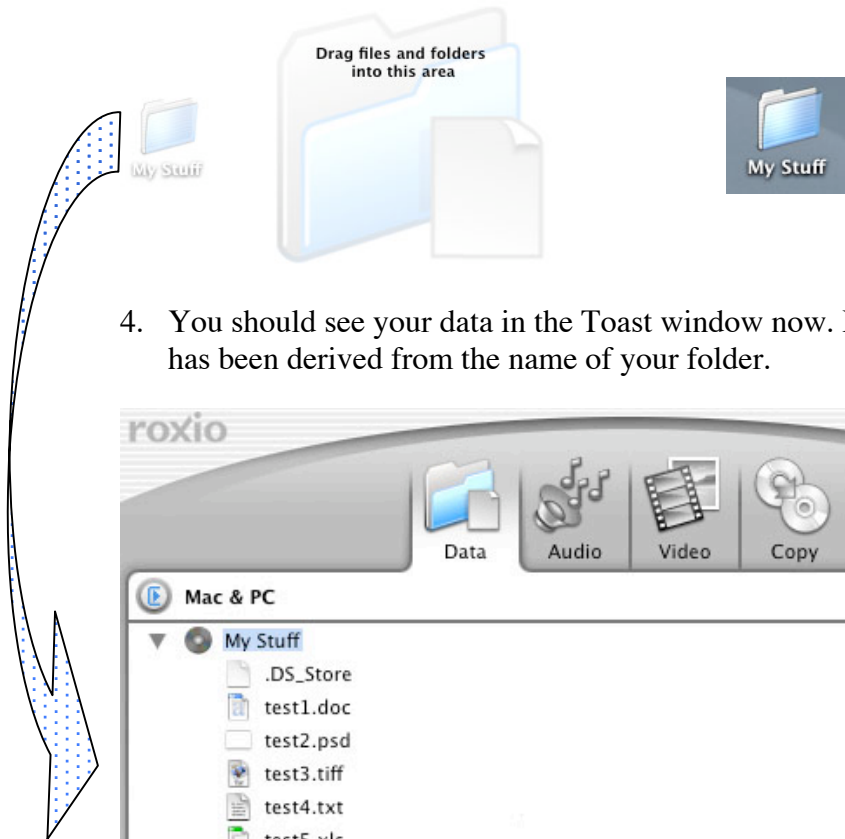 Drag files and folders
into this area
My Stuff
My Stuff
4. You should see your data in the Toast window now.
has been derived from the name of your folder.
roxio
Data Audio Video Copy
Mac & PC
My Stuff
.DS_Store
test1.doc
test2.psd
test3.tiff
test4.txt
test5.xls